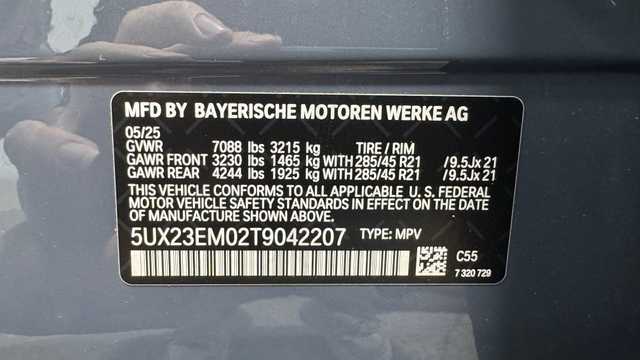 MFD BY BAYERISCHE MOTOREN WERKE AG
05/25
GVWR 7088 lbs 3215 kg TIRE / RIM
GAWR FRONT 3230 lbs 1465 kg WITH 285/45 R21 / 9.5Jx 21
GAWR REAR 4244 lbs 1925 kg WITH 285/45 R21 / 9.5Jx 21
THIS VEHICLE CONFORMS TO ALL APPLICABLE U. S. FEDERAL
MOTOR VEHICLE SAFETY STANDARDS IN EFFECT ON THE DATE
OF MANUFACTURE SHOWN ABOVE.
5UX23EM02T9042207 TYPE: MPV
C55
7 320 729